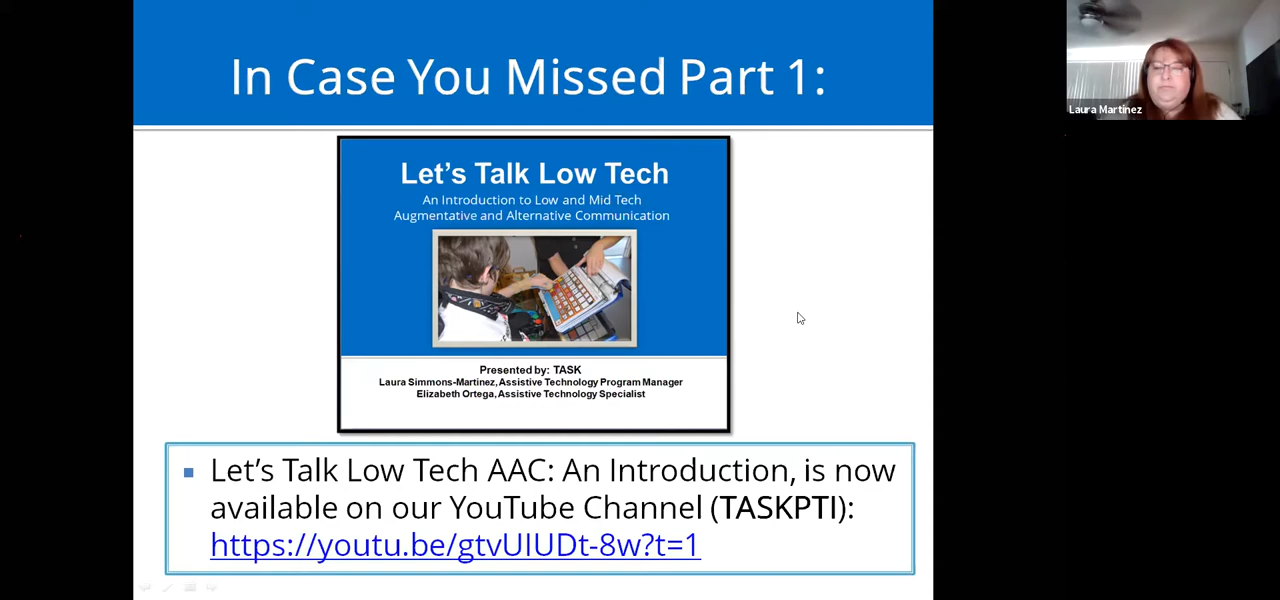 In Case You Missed Part 1:
Laura Martinez
Let's Talk Low Tech
An Introduction to Low and Mid Tech
Augmentative and Alternative Communication
Presented by: TASK
Laura Simmons-Martinez, Assistive Technology Program Manager
Elizabeth Ortega, Assistive Technology Specialist
Let's Talk Low Tech AAC: An Introduction, is now
available on our YouTube Channel (TASKPTI):
https://youtu.be/gtvUIUDt-8w?t=1